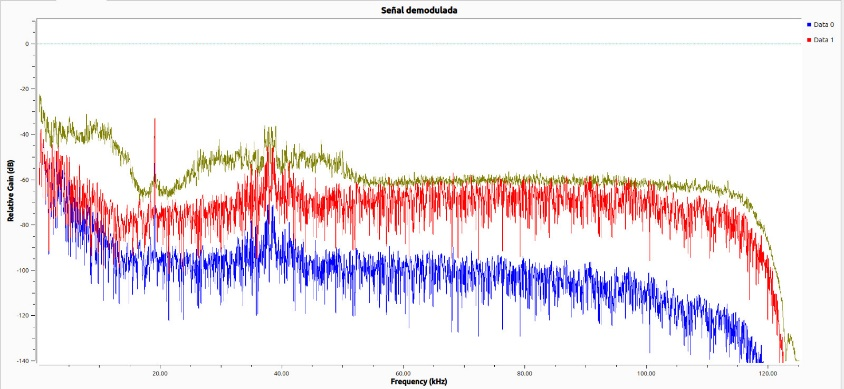 Señal demodulada
Data 0
Data 1
Relative Gain (dB)
0
-20
-40
-60
-80
-100
-120
-140
20.00
40.00
60.00
80.00
100.00
120.00
Frequency (kHz)